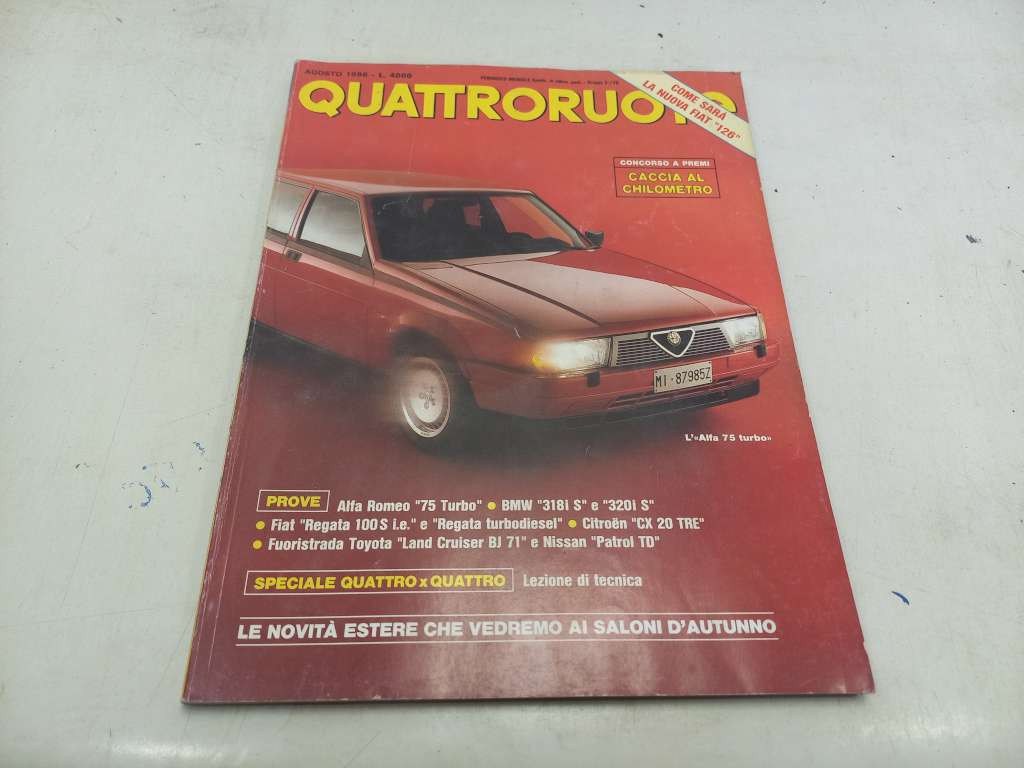 AGOSTO 1986 - L. 4000
QUATTRORUO
COME SARÀ
LA NUOVA FIAT "126"
CONCORSO A PREMI
CACCIA AL
CHILOMETRO
MI·87985Z
L'«Alfa 75 turbo»
PROVE Alfa Romeo "75 Turbo" • BMW "318i S" e "320i S"
• Fiat "Regata 100 S i.e." e "Regata turbodiesel" • Citroën "CX 20 TRE"
• Fuoristrada Toyota "Land Cruiser BJ 71" e Nissan "Patrol TD"
SPECIALE QUATTRO x QUATTRO Lezione di tecnica
LE NOVITÀ ESTERE CHE VEDREMO AI SALONI D'AUTUNNO